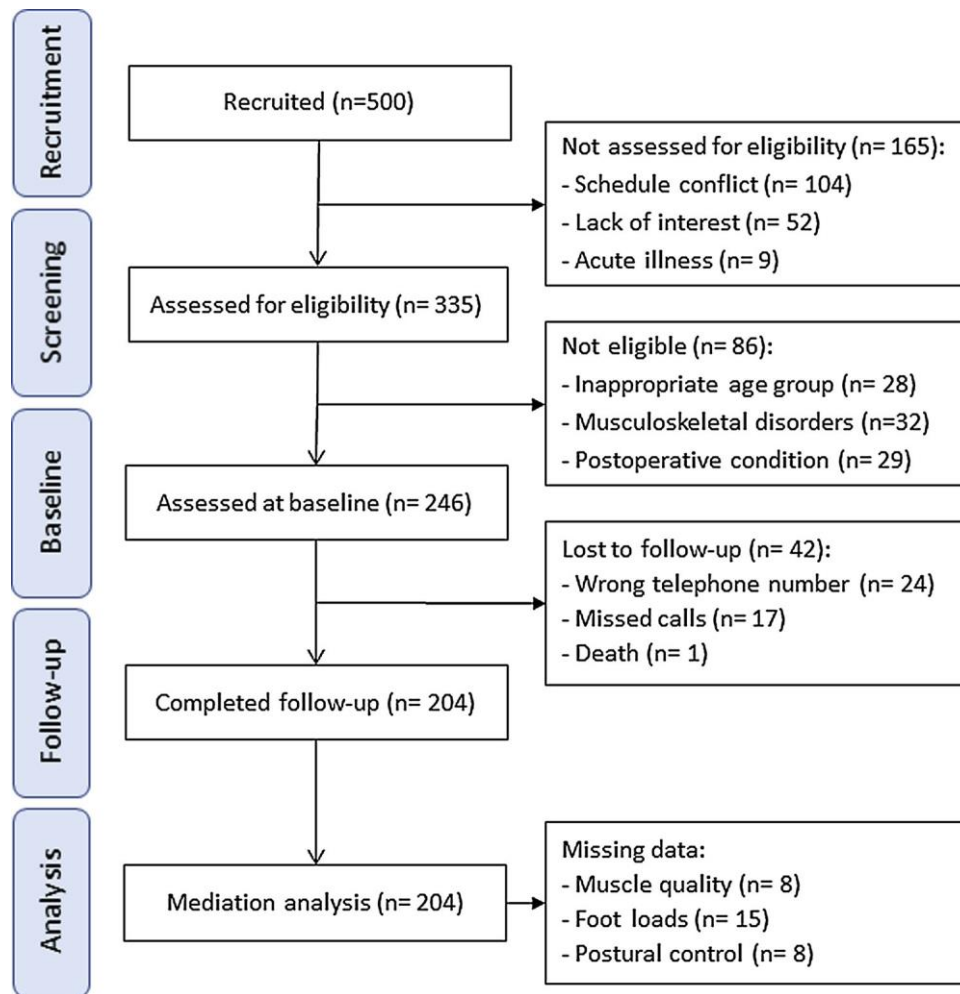 Recruitment
Recruited (n=500)
Not assessed for eligibility (n= 165):
- Schedule conflict (n= 104)
- Lack of interest (n= 52)
- Acute illness (n= 9)
Screening
Assessed for eligibility (n= 335)
Not eligible (n= 86):
- Inappropriate age group (n= 28)
- Musculoskeletal disorders (n=32)
- Postoperative condition (n= 29)
Baseline
Assessed at baseline (n= 246)
Lost to follow-up (n= 42):
- Wrong telephone number (n= 24)
- Missed calls (n= 17)
- Death (n= 1)
Follow-up
Completed follow-up (n= 204)
Analysis
Mediation analysis (n= 204)
Missing data:
- Muscle quality (n= 8)
- Foot loads (n= 15)
- Postural control (n= 8)